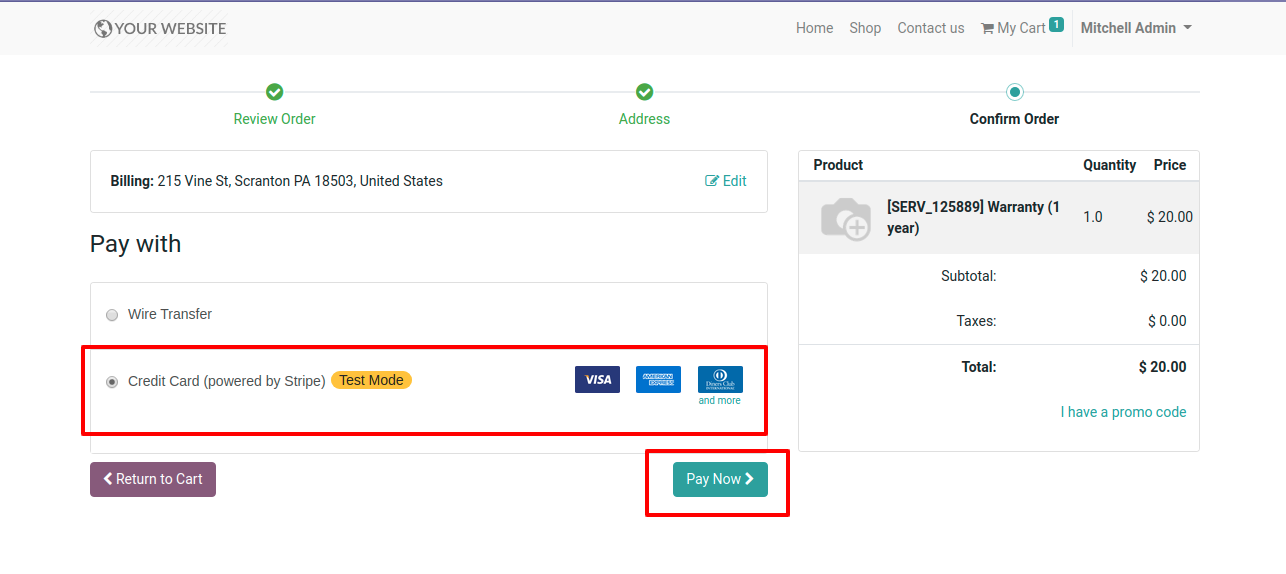 YOUR WEBSITE
Home Shop Contact us My Cart 1 Mitchell Admin
Review Order Address Confirm Order
Billing: 215 Vine St, Scranton PA 18503, United States Edit
Pay with
Wire Transfer
Credit Card (powered by Stripe) Test Mode VISA AMERICAN EXPRESS Diners Club INTERNATIONAL
and more
Return to Cart Pay Now
Product Quantity Price
[SERV_125889] Warranty (1
year) 1.0 $ 20.00
Subtotal: $ 20.00
Taxes: $ 0.00
Total: $ 20.00
I have a promo code